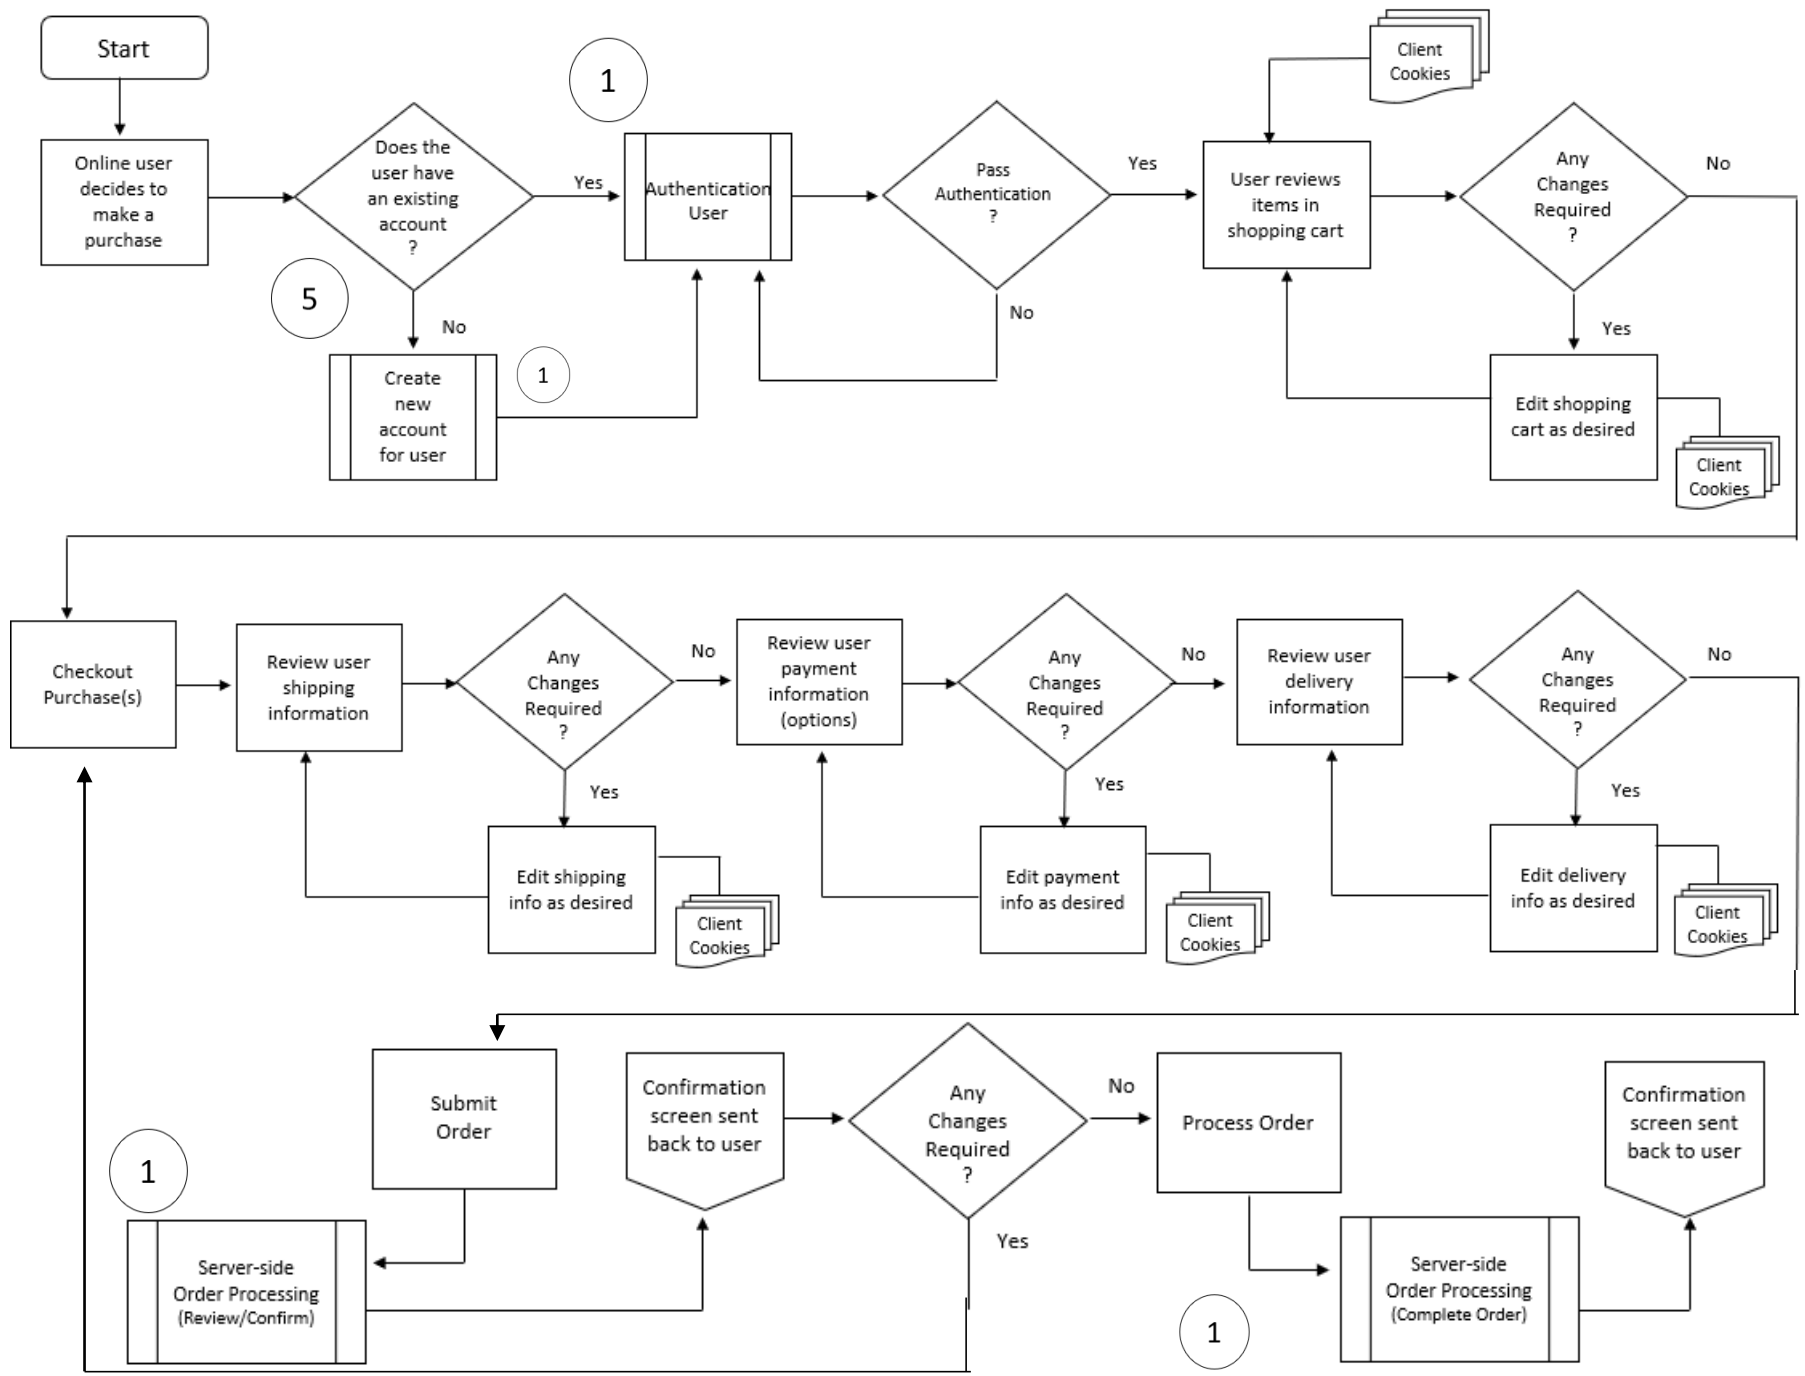 Start
Online user
decides to
make a
purchase
Does the
user have
an existing
account
?
Yes
5
No
Create
new
account
for user
1
1
Authentication
User
Pass
Authentication
?
Yes
No
Client
Cookies
User reviews
items in
shopping cart
Any
Changes
Required
?
No
Yes
Edit shopping
cart as desired
Client
Cookies
Checkout
Purchase(s)
Review user
shipping
information
Any
Changes
Required
?
No
Yes
Edit shipping
info as desired
Client
Cookies
Review user
payment
information
(options)
Any
Changes
Required
?
No
Yes
Edit payment
info as desired
Client
Cookies
Review user
delivery
information
Any
Changes
Required
?
No
Yes
Edit delivery
info as desired
Client
Cookies
Submit
Order
1
Server-side
Order Processing
(Review/Confirm)
Confirmation
screen sent
back to user
Any
Changes
Required
?
No
Yes
Process Order
1
Server-side
Order Processing
(Complete Order)
Confirmation
screen sent
back to user